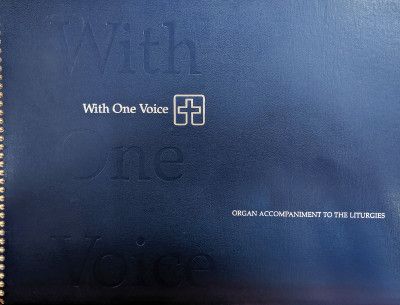 With
With One Voice
One
ORGAN ACCOMPANIMENT TO THE LITURGIES
Voice